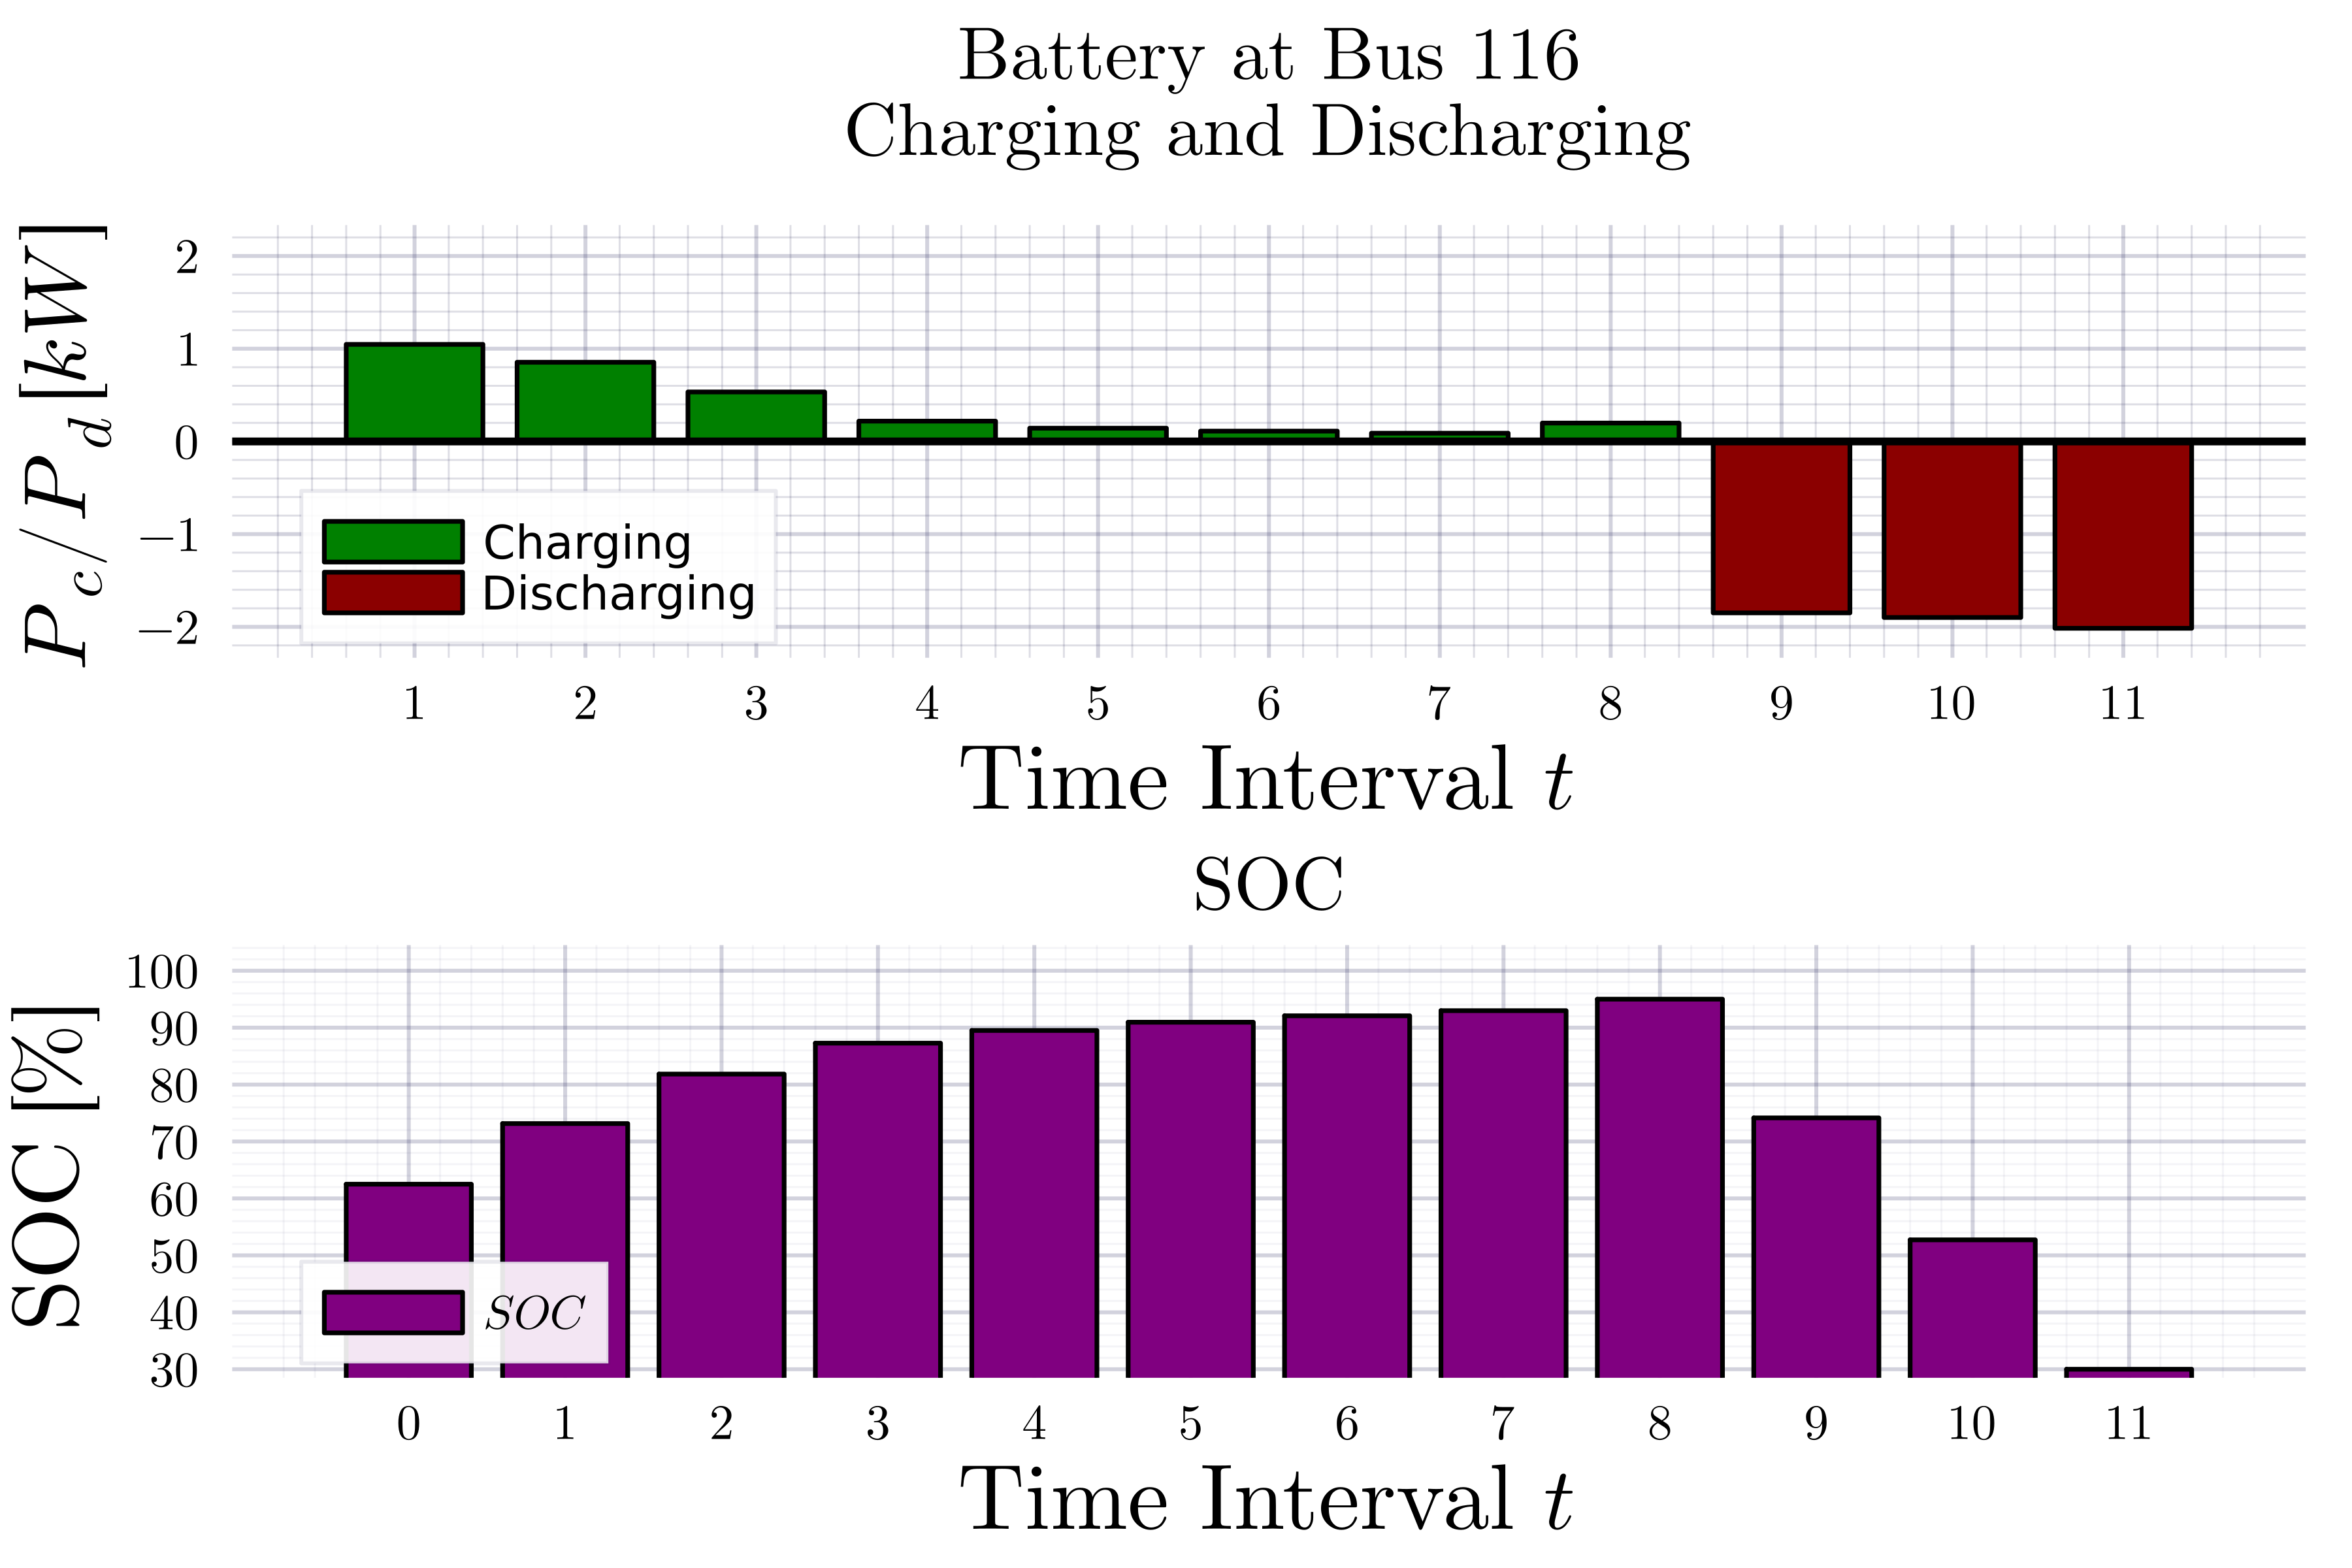 Battery at Bus 116
Charging and Discharging
P_c/P_d [kW]
2
1
0
−1
−2
Charging
Discharging
1 2 3 4 5 6 7 8 9 10 11
Time Interval t
SOC
SOC [%]
100
90
80
70
60
50
40
30
SOC
0 1 2 3 4 5 6 7 8 9 10 11
Time Interval t